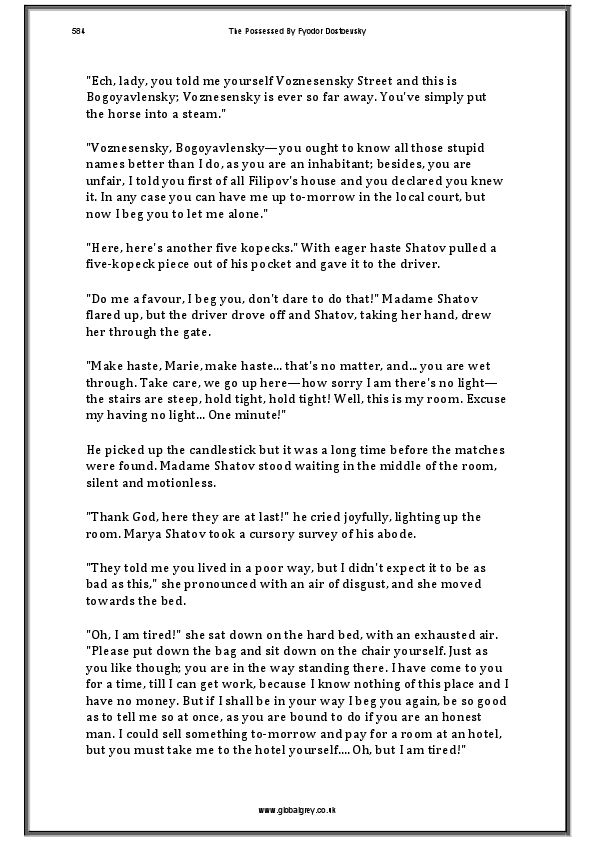 584
The Possessed By Fyodor Dostoevsky
"Ech, lady, you told me yourself Voznesensky Street and this is
Bogoyavlensky; Voznesensky is ever so far away. You've simply put
the horse into a steam."
"Voznesensky, Bogoyavlensky—you ought to know all those stupid
names better than I do, as you are an inhabitant; besides, you are
unfair, I told you first of all Filipov's house and you declared you knew
it. In any case you can have me up to-morrow in the local court, but
now I beg you to let me alone."
"Here, here's another five kopecks." With eager haste Shatov pulled a
five-kopeck piece out of his pocket and gave it to the driver.
"Do me a favour, I beg you, don't dare to do that!" Madame Shatov
flared up, but the driver drove off and Shatov, taking her hand, drew
her through the gate.
"Make haste, Marie, make haste... that's no matter, and... you are wet
through. Take care, we go up here—how sorry I am there's no light—
the stairs are steep, hold tight, hold tight! Well, this is my room. Excuse
my having no light... One minute!"
He picked up the candlestick but it was a long time before the matches
were found. Madame Shatov stood waiting in the middle of the room,
silent and motionless.
"Thank God, here they are at last!" he cried joyfully, lighting up the
room. Marya Shatov took a cursory survey of his abode.
"They told me you lived in a poor way, but I didn't expect it to be as
bad as this," she pronounced with an air of disgust, and she moved
towards the bed.
"Oh, I am tired!" she sat down on the hard bed, with an exhausted air.
"Please put down the bag and sit down on the chair yourself. Just as
you like though; you are in the way standing there. I have come to you
for a time, till I can get work, because I know nothing of this place and I
have no money. But if I shall be in your way I beg you again, be so good
as to tell me so at once, as you are bound to do if you are an honest
man. I could sell something to-morrow and pay for a room at an hotel,
but you must take me to the hotel yourself.... Oh, but I am tired!"
www.globalgrey.co.uk